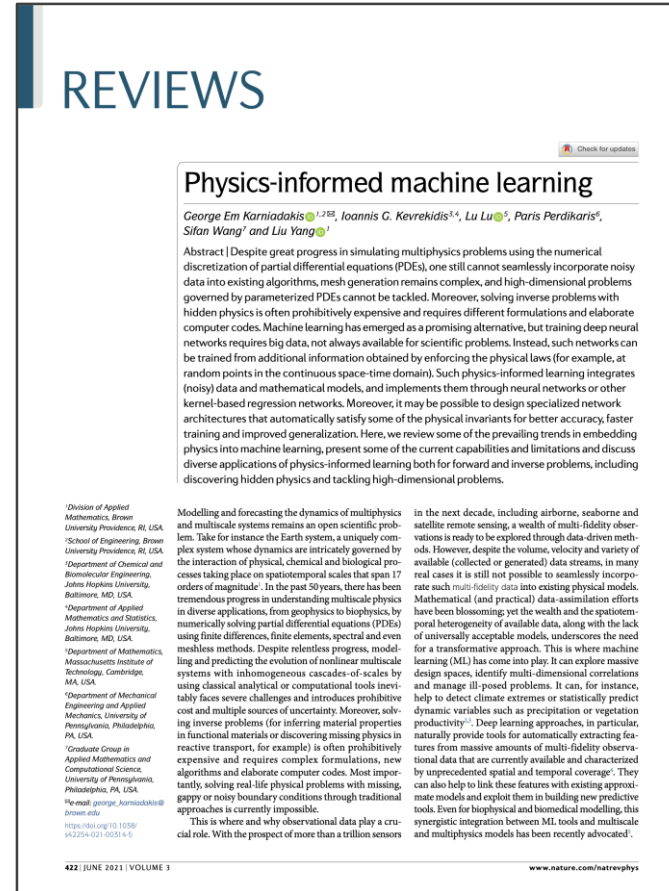 REVIEWS
Check for updates
Physics-informed machine learning
George Em Karniadakis 1,2✉, Ioannis G. Kevrekidis3,4, Lu Lu 5, Paris Perdikaris6,
Sifan Wang7 and Liu Yang 1
Abstract | Despite great progress in simulating multiphysics problems using the numerical
discretization of partial differential equations (PDEs), one still cannot seamlessly incorporate noisy
data into existing algorithms, mesh generation remains complex, and high-dimensional problems
governed by parameterized PDEs cannot be tackled. Moreover, solving inverse problems with
hidden physics is often prohibitively expensive and requires different formulations and elaborate
computer codes. Machine learning has emerged as a promising alternative, but training deep neural
networks requires big data, not always available for scientific problems. Instead, such networks can
be trained from additional information obtained by enforcing the physical laws (for example, at
random points in the continuous space-time domain). Such physics-informed learning integrates
(noisy) data and mathematical models, and implements them through neural networks or other
kernel-based regression networks. Moreover, it may be possible to design specialized network
architectures that automatically satisfy some of the physical invariants for better accuracy, faster
training and improved generalization. Here, we review some of the prevailing trends in embedding
physics into machine learning, present some of the current capabilities and limitations and discuss
diverse applications of physics-informed learning both for forward and inverse problems, including
discovering hidden physics and tackling high-dimensional problems.
1Division of Applied
Mathematics, Brown
University Providence, RI, USA.
2School of Engineering, Brown
University Providence, RI, USA.
3Department of Chemical and
Biomolecular Engineering,
Johns Hopkins University,
Baltimore, MD, USA.
4Department of Applied
Mathematics and Statistics,
Johns Hopkins University,
Baltimore, MD, USA.
5Department of Mathematics,
Massachusetts Institute of
Technology, Cambridge,
MA, USA.
6Department of Mechanical
Engineering and Applied
Mechanics, University of
Pennsylvania, Philadelphia,
PA, USA.
7Graduate Group in
Applied Mathematics and
Computational Science,
University of Pennsylvania,
Philadelphia, PA, USA.
✉e-mail: george_karniadakis@
brown.edu
https://doi.org/10.1038/
s42254-021-00314-5
Modelling and forecasting the dynamics of multiphysics
and multiscale systems remains an open scientific prob-
lem. Take for instance the Earth system, a uniquely com-
plex system whose dynamics are intricately governed by
the interaction of physical, chemical and biological pro-
cesses taking place on spatiotemporal scales that span 17
orders of magnitude1. In the past 50 years, there has been
tremendous progress in understanding multiscale physics
in diverse applications, from geophysics to biophysics, by
numerically solving partial differential equations (PDEs)
using finite differences, finite elements, spectral and even
meshless methods. Despite relentless progress, model-
ling and predicting the evolution of nonlinear multiscale
systems with inhomogeneous cascades-of-scales by
using classical analytical or computational tools inevi-
tably faces severe challenges and introduces prohibitive
cost and multiple sources of uncertainty. Moreover, solv-
ing inverse problems (for inferring material properties
in functional materials or discovering missing physics in
reactive transport, for example) is often prohibitively
expensive and requires complex formulations, new
algorithms and elaborate computer codes. Most impor-
tantly, solving real-life physical problems with missing,
gappy or noisy boundary conditions through traditional
approaches is currently impossible.
This is where and why observational data play a cru-
cial role. With the prospect of more than a trillion sensors
in the next decade, including airborne, seaborne and
satellite remote sensing, a wealth of multi-fidelity obser-
vations is ready to be explored through data-driven meth-
ods. However, despite the volume, velocity and variety of
available (collected or generated) data streams, in many
real cases it is still not possible to seamlessly incorpo-
rate such multi-fidelity data into existing physical models.
Mathematical (and practical) data-assimilation efforts
have been blossoming; yet the wealth and the spatiotem-
poral heterogeneity of available data, along with the lack
of universally acceptable models, underscores the need
for a transformative approach. This is where machine
learning (ML) has come into play. It can explore massive
design spaces, identify multi-dimensional correlations
and manage ill-posed problems. It can, for instance,
help to detect climate extremes or statistically predict
dynamic variables such as precipitation or vegetation
productivity2,3. Deep learning approaches, in particular,
naturally provide tools for automatically extracting fea-
tures from massive amounts of multi-fidelity observa-
tional data that are currently available and characterized
by unprecedented spatial and temporal coverage4. They
can also help to link these features with existing approxi-
mate models and exploit them in building new predictive
tools. Even for biophysical and biomedical modelling, this
synergistic integration between ML tools and multiscale
and multiphysics models has been recently advocated5.
422 | JUNE 2021 | VOLUME 3
www.nature.com/natrevphys